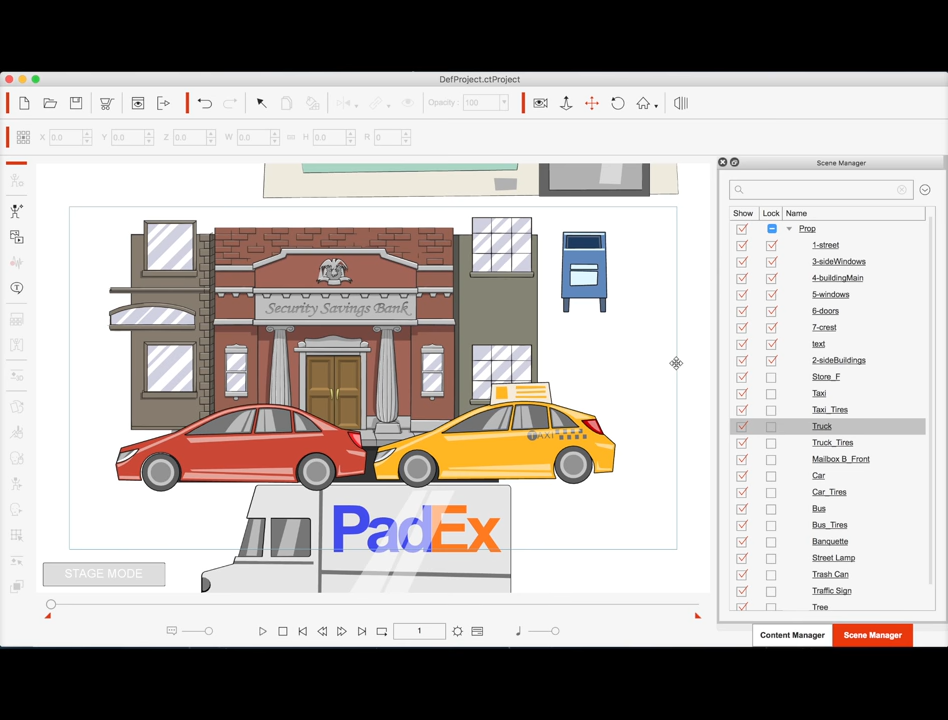 DefProject.ctProject
Opacity: 100
X 0.0 Y 0.0 Z 0.0 W 0.0 H 0.0 R 0
Scene Manager
Show Lock Name
Prop
1-street
3-sideWindows
4-buildingMain
5-windows
6-doors
7-crest
text
2-sideBuildings
Store_F
Taxi
Taxi_Tires
Truck
Truck_Tires
Mailbox B_Front
Car
Car_Tires
Bus
Bus_Tires
Banquette
Street Lamp
Trash Can
Traffic Sign
Tree
Security Savings Bank
TAXI
PadEx
STAGE MODE
1
Content Manager
Scene Manager